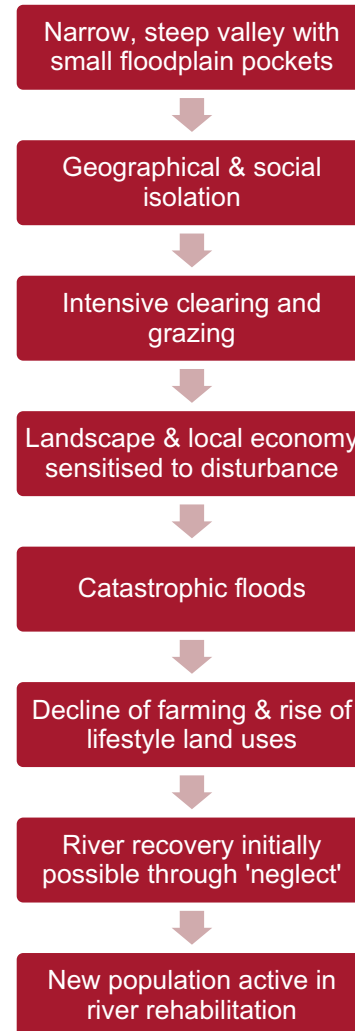 Narrow, steep valley with
small floodplain pockets
Geographical & social
isolation
Intensive clearing and
grazing
Landscape & local economy
sensitised to disturbance
Catastrophic floods
Decline of farming & rise of
lifestyle land uses
River recovery initially
possible through 'neglect'
New population active in
river rehabilitation